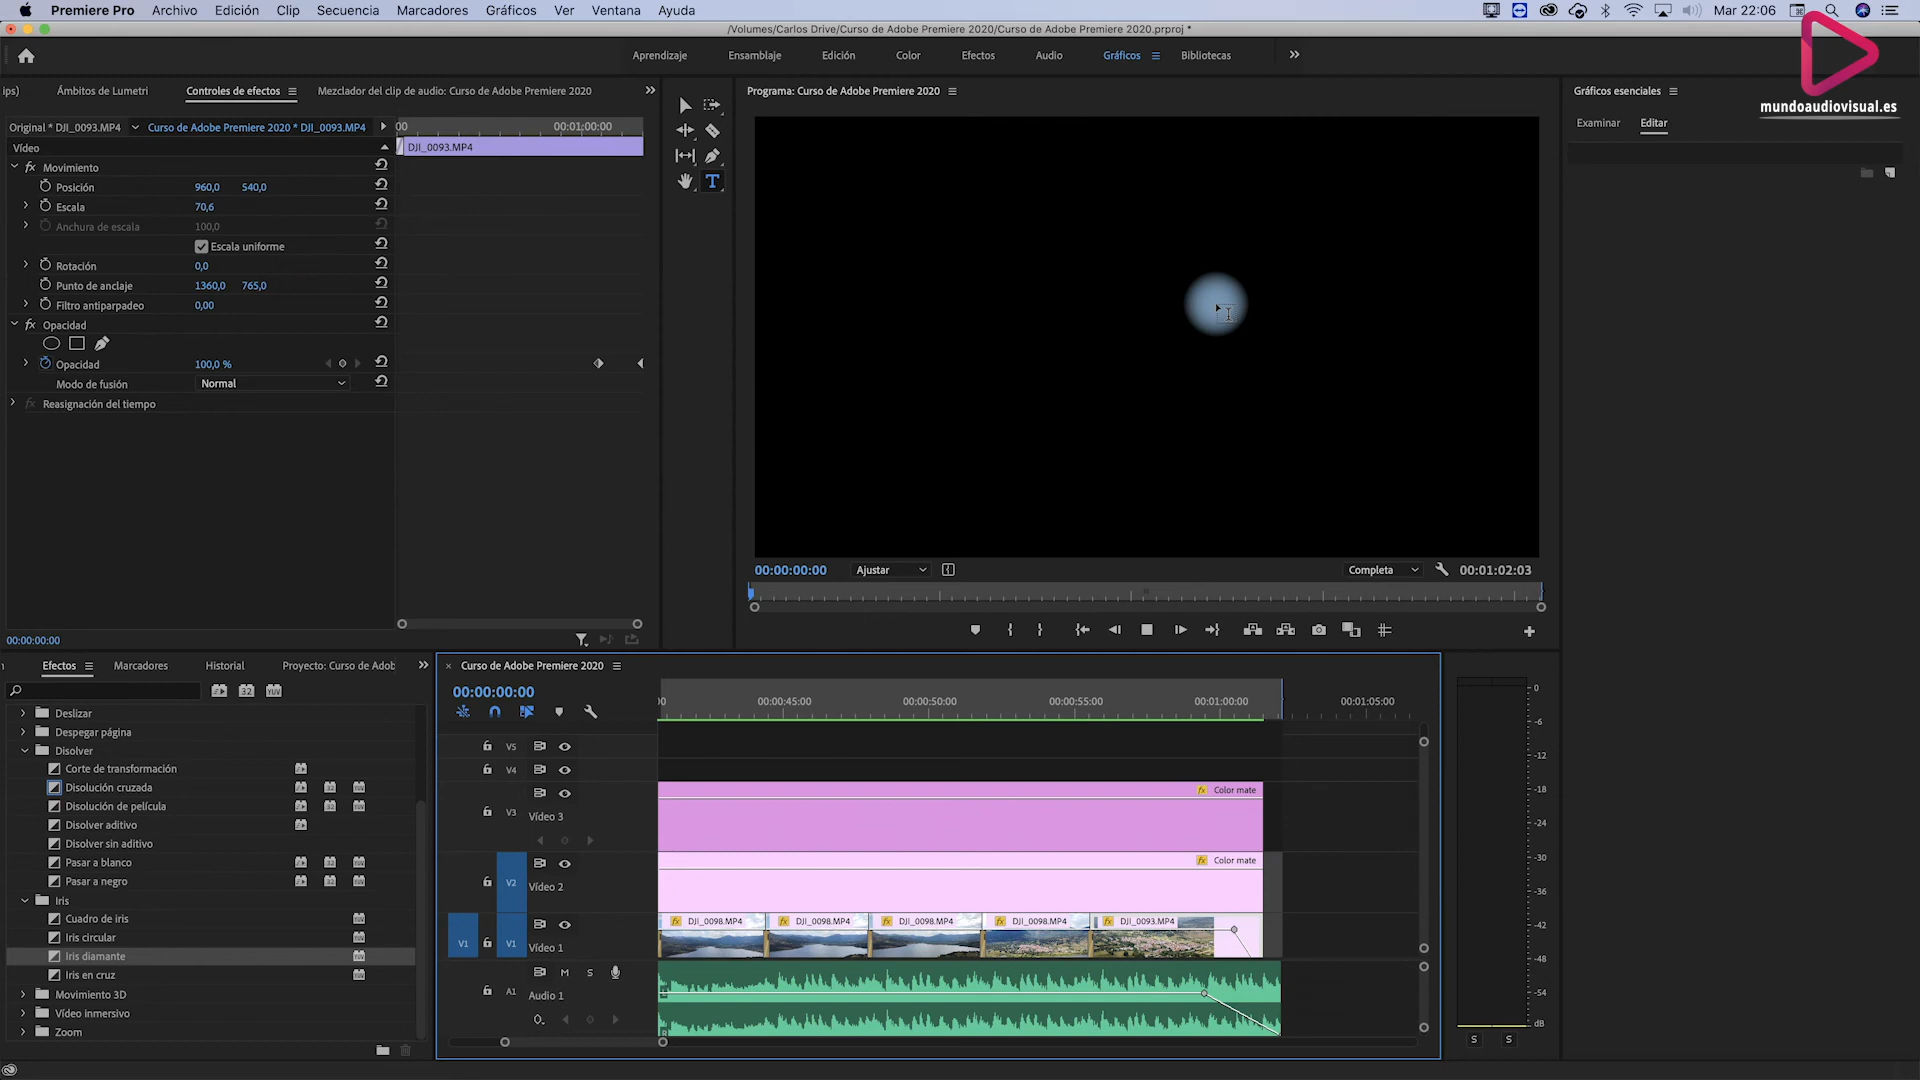 Premiere Pro Archivo Edición Clip Secuencia Marcadores Gráficos Ver Ventana Ayuda Mar 22:06
/Volumes/Carlos Drive/Curso de Adobe Premiere 2020/Curso de Adobe Premiere 2020.prproj *
Aprendizaje Ensamblaje Edición Color Efectos Audio Gráficos Bibliotecas
mundoaudiovisual.es
ips) Ámbitos de Lumetri Controles de efectos Mezclador del clip de audio: Curso de Adobe Premiere 2020
Programa: Curso de Adobe Premiere 2020
Gráficos esenciales
Examinar Editar
Original * DJI_0093.MP4 Curso de Adobe Premiere 2020 * DJI_0093.MP4
:00 00:01:00:00
Vídeo
DJI_0093.MP4
fx Movimiento
Posición 960,0 540,0
Escala 70,6
Anchura de escala 100,0
Escala uniforme
Rotación 0,0
Punto de anclaje 1360,0 765,0
Filtro antiparpadeo 0,00
fx Opacidad
Opacidad 100,0 %
Modo de fusión Normal
fx Reasignación del tiempo
00:00:00:00
T
00:00:00:00 Ajustar Completa 00:01:02:03
Efectos Marcadores Historial Proyecto: Curso de Adob
32 YUV
Deslizar
Despegar página
Disolver
Corte de transformación
Disolución cruzada
Disolución de película
Disolver aditivo
Disolver sin aditivo
Pasar a blanco
Pasar a negro
Iris
Cuadro de iris
Iris circular
Iris diamante
Iris en cruz
Movimiento 3D
Vídeo inmersivo
Zoom
× Curso de Adobe Premiere 2020
00:00:00:00
00:00:45:00 00:00:50:00 00:00:55:00 00:01:00:00 00:01:05:00
V5
V4
V3 Vídeo 3
fx Color mate
V2 Vídeo 2
fx Color mate
V1 V1 Vídeo 1
fx DJI_0098.MP4 fx DJI_0098.MP4 fx DJI_0098.MP4 fx DJI_0098.MP4 fx DJI_0093.MP4
A1 M S Audio 1
0
-6
-12
-18
-24
-30
-36
-42
-48
-54
dB
S S